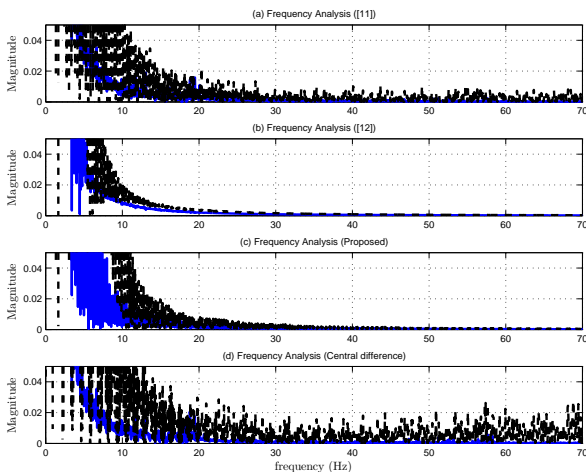 (a) Frequency Analysis ([11])
Magnitude
0.04
0.02
0
0 10 20 30 40 50 60 70
(b) Frequency Analysis ([12])
Magnitude
0.04
0.02
0
0 10 20 30 40 50 60 70
(c) Frequency Analysis (Proposed)
Magnitude
0.04
0.02
0
0 10 20 30 40 50 60 70
(d) Frequency Analysis (Central difference)
Magnitude
0.04
0.02
0
0 10 20 30 40 50 60 70
frequency (Hz)